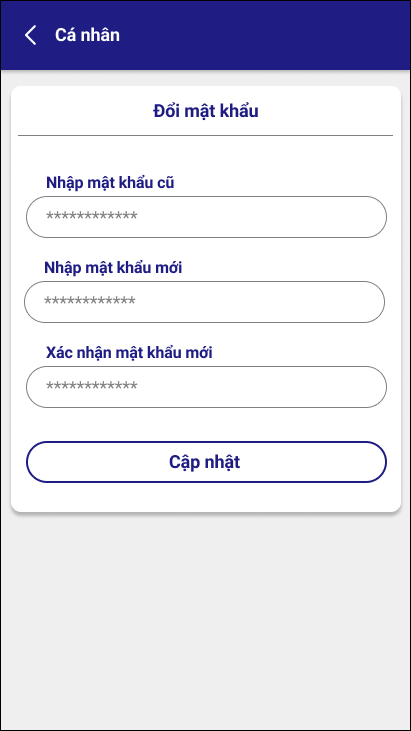 Cá nhân
Đổi mật khẩu
Nhập mật khẩu cũ
************
Nhập mật khẩu mới
************
Xác nhận mật khẩu mới
************
Cập nhật